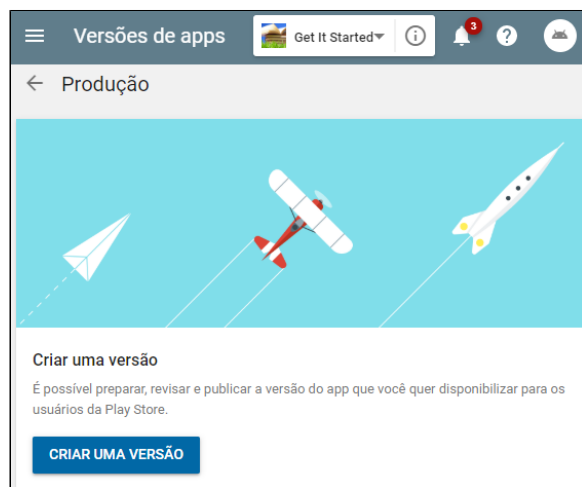 Versões de apps
Get It Started
3
Produção
Criar uma versão
É possível preparar, revisar e publicar a versão do app que você quer disponibilizar para os
usuários da Play Store.
CRIAR UMA VERSÃO